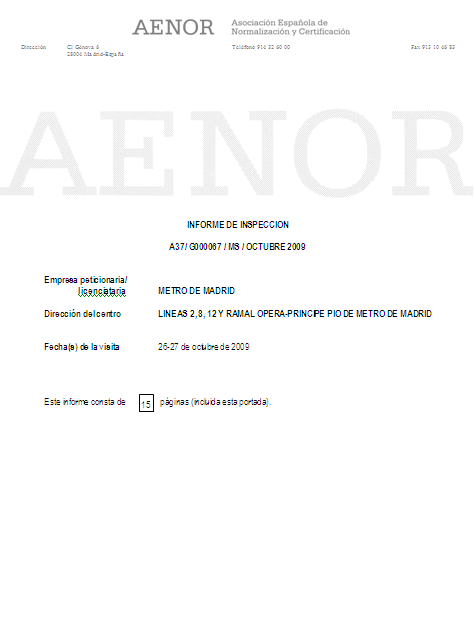 AENOR
Asociación Española de
Normalización y Certificación
Dirección C/ Génova 6 Teléfono 914 32 60 00 Fax 913 10 46 83
28004 Madrid-España
AENOR
INFORME DE INSPECCION
A37/ G000067 / MS / OCTUBRE 2009
Empresa peticionaria/
licenciataria METRO DE MADRID
Dirección del centro LINEAS 2,8, 12 Y RAMAL OPERA-PRINCIPE PIO DE METRO DE MADRID
Fecha(s) de la visita 26-27 de octubre de 2009
Este informe consta de 15 páginas (incluida esta portada).